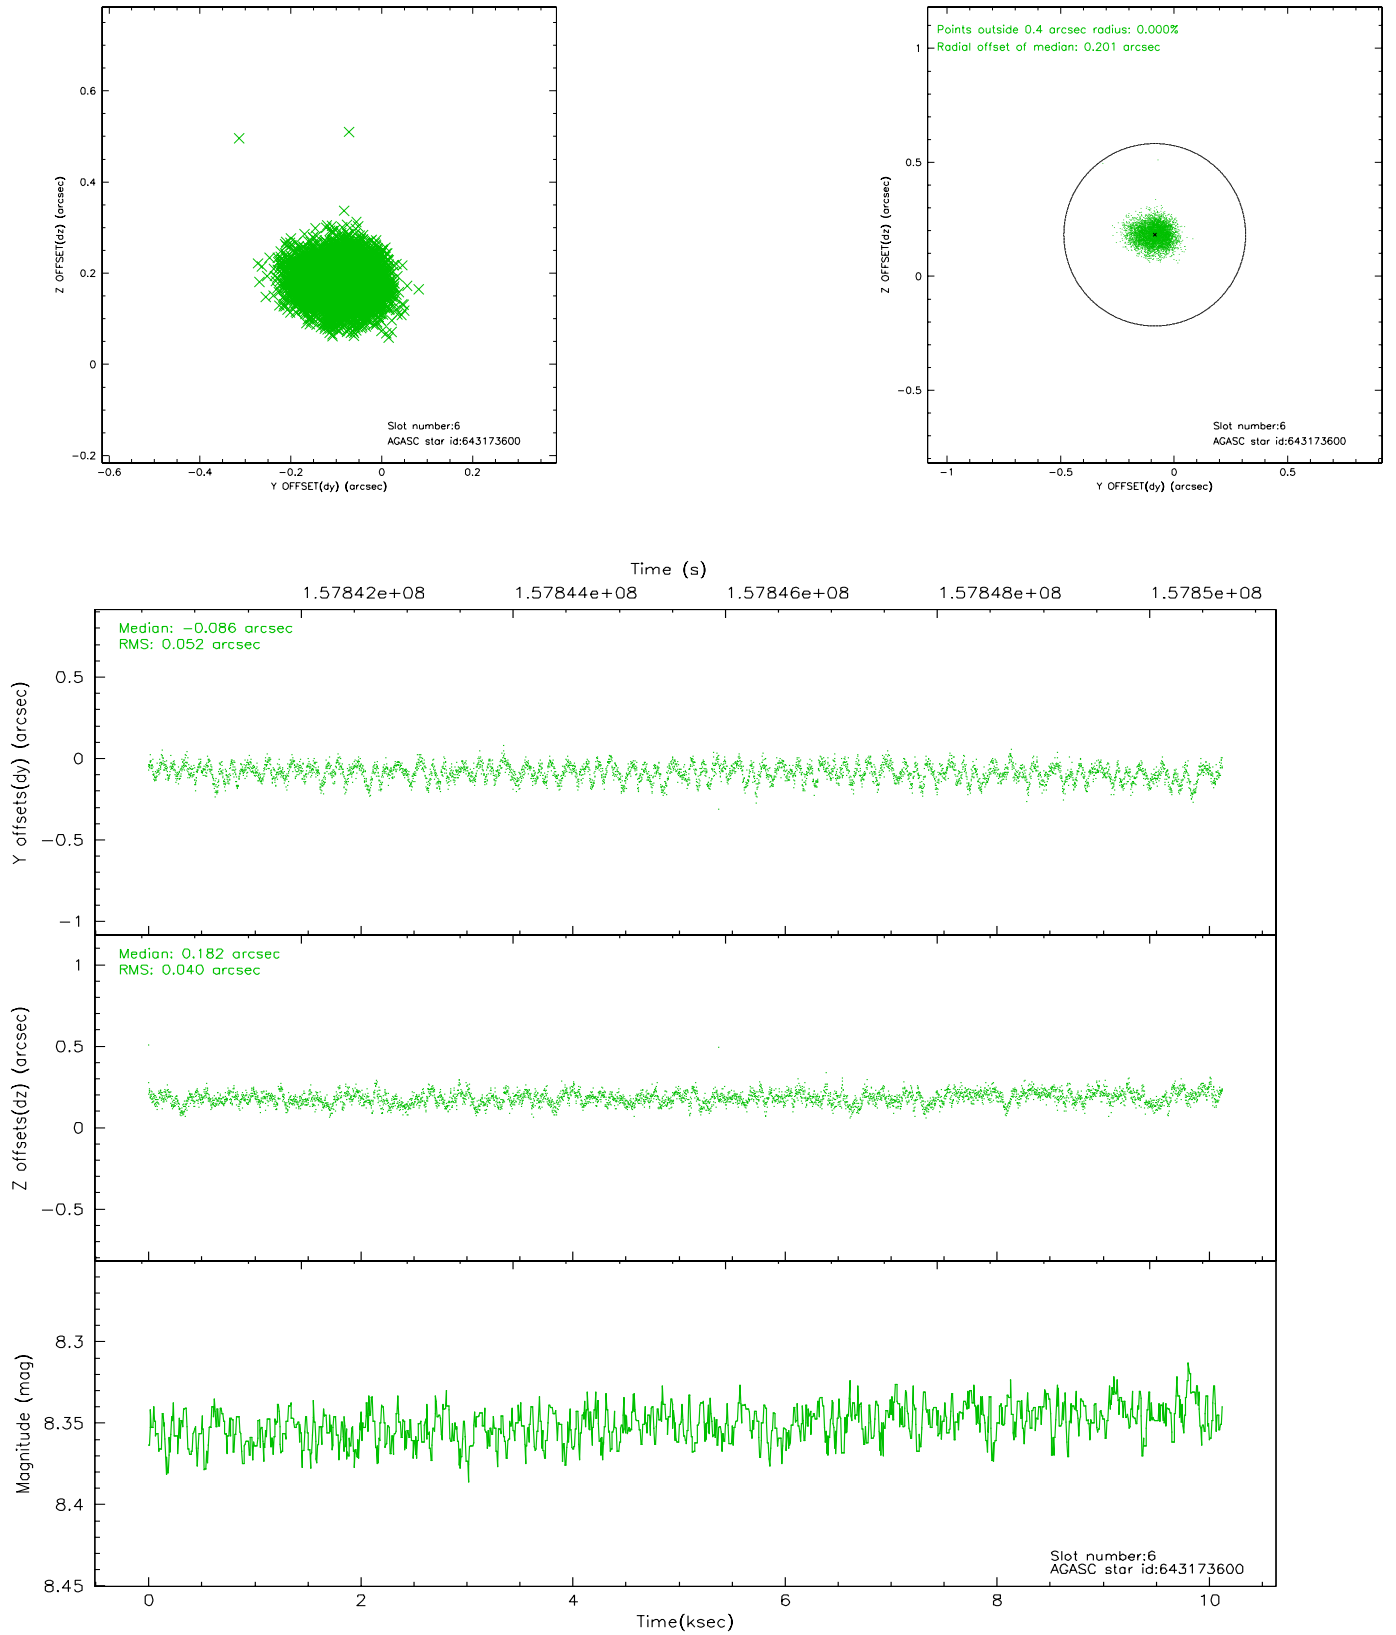 0.6
0.4
0.2
0
−0.2
Z OFFSET(dz) (arcsec)
Slot number:6
AGASC star id:643173600
−0.6
−0.4
−0.2
0
0.2
Y OFFSET(dy) (arcsec)
Points outside 0.4 arcsec radius: 0.000%
Radial offset of median: 0.201 arcsec
1
0.5
0
−0.5
Z OFFSET(dz) (arcsec)
Slot number:6
AGASC star id:643173600
−1
−0.5
0
0.5
Y OFFSET(dy) (arcsec)
Time (s)
1.57842e+08
1.57844e+08
1.57846e+08
1.57848e+08
1.5785e+08
Median: −0.086 arcsec
RMS: 0.052 arcsec
0.5
0
−0.5
−1
Y offsets(dy) (arcsec)
Median: 0.182 arcsec
RMS: 0.040 arcsec
1
0.5
0
−0.5
Z offsets(dz) (arcsec)
8.3
8.35
8.4
8.45
Magnitude (mag)
Slot number:6
AGASC star id:643173600
0
2
4
6
8
10
Time(ksec)